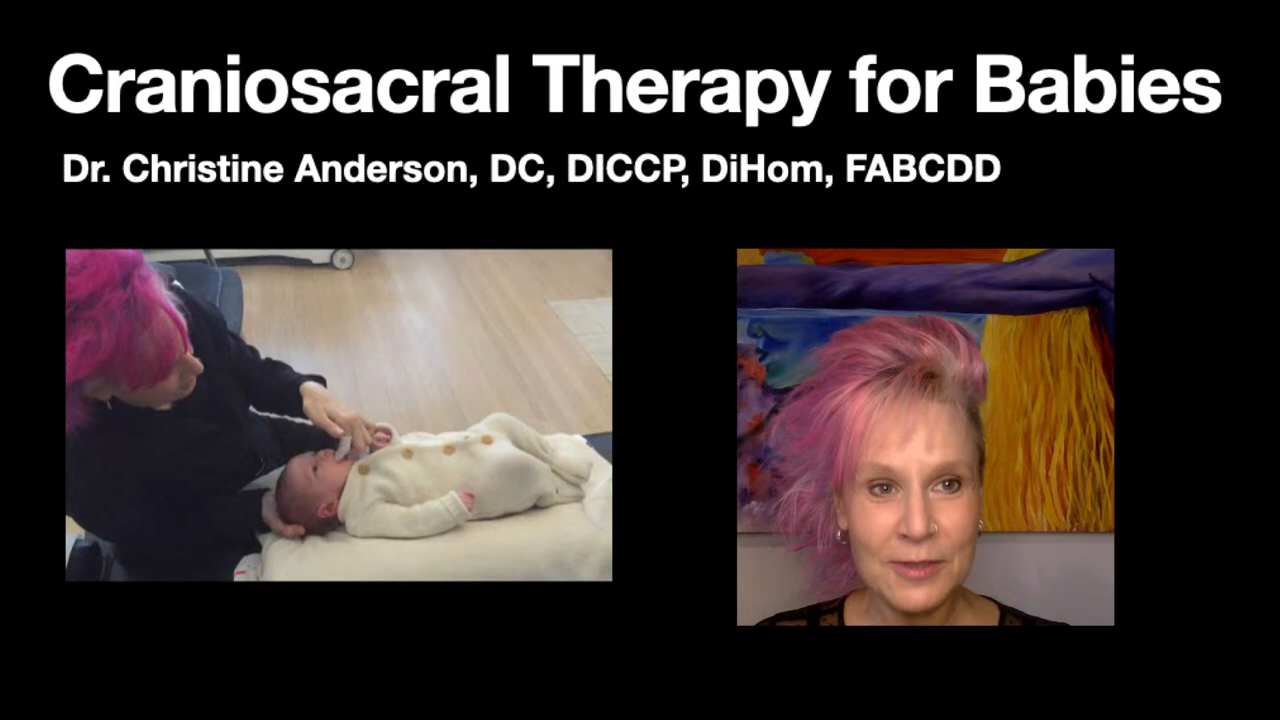 Craniosacral Therapy for Babies
Dr. Christine Anderson, DC, DICCP, DiHom, FABCDD